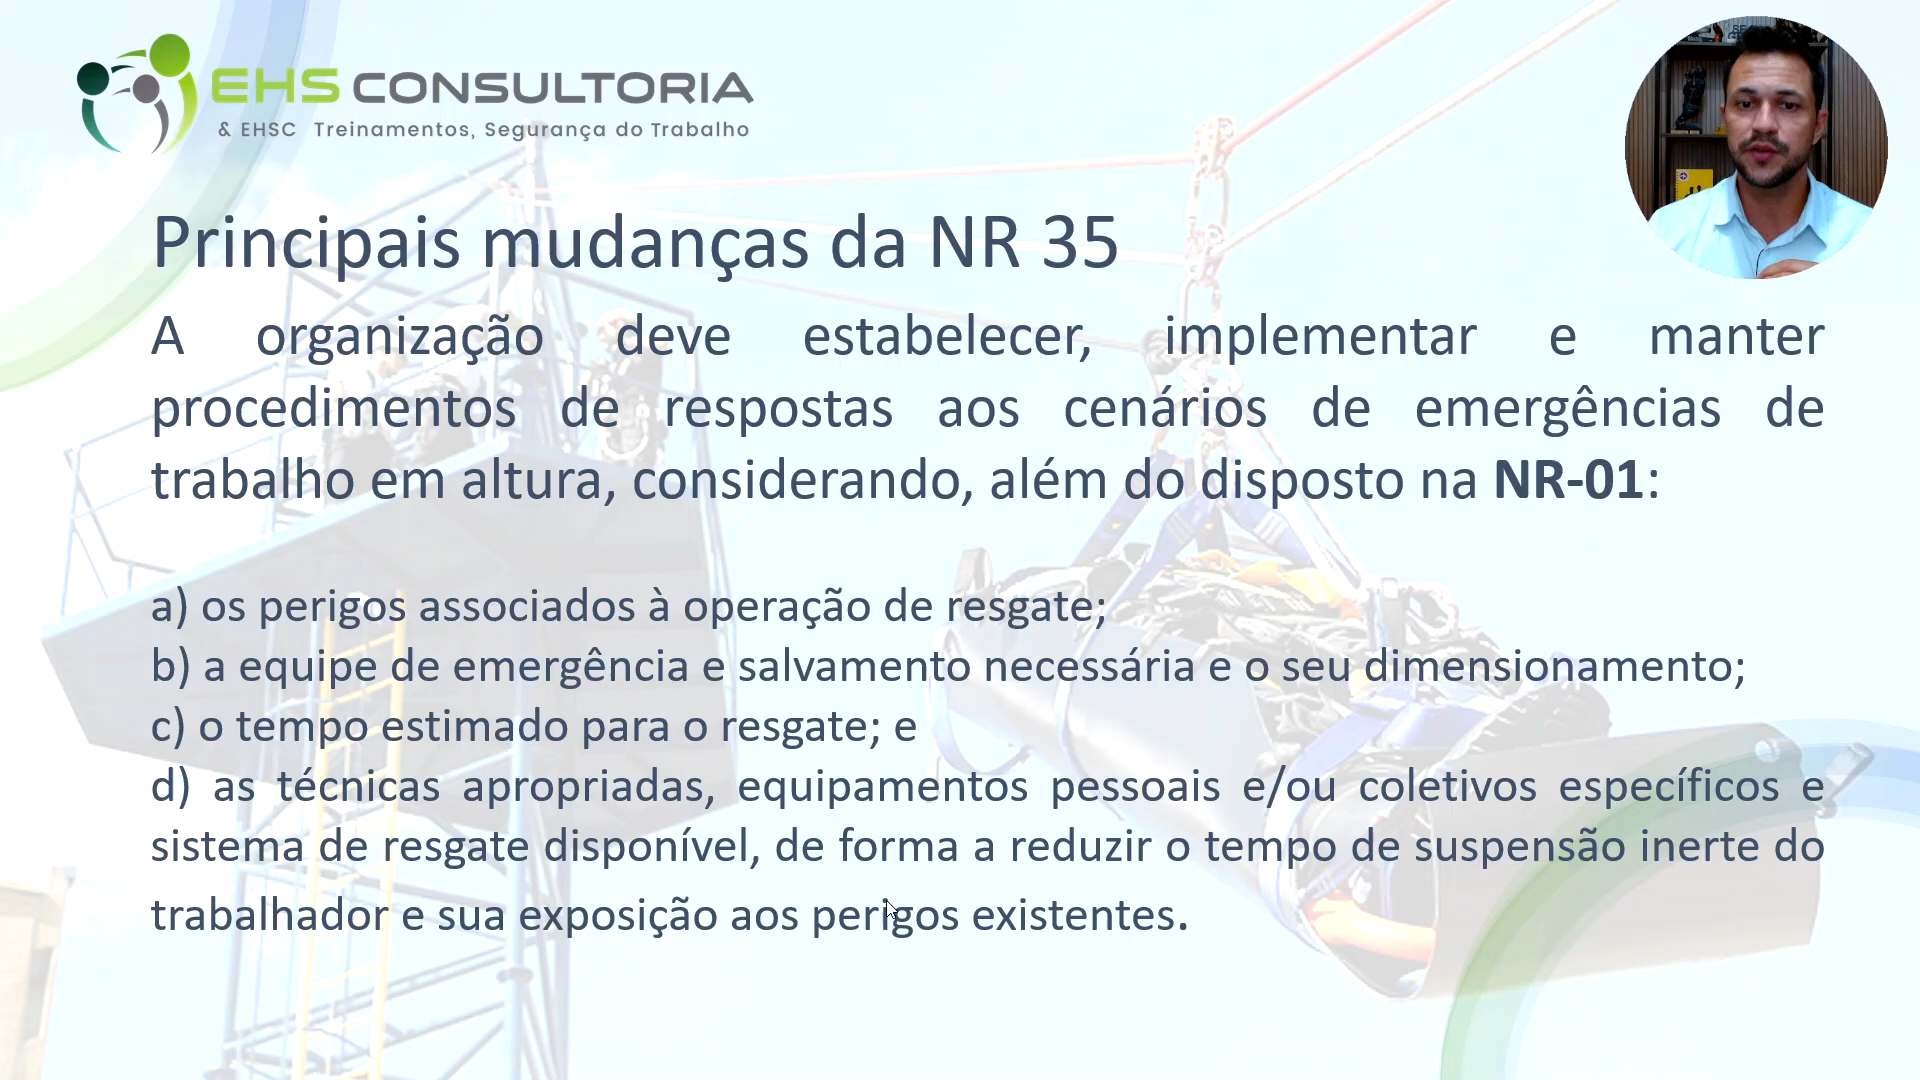 EHS CONSULTORIA
& EHSC Treinamentos, Segurança do Trabalho
Principais mudanças da NR 35
A organização deve estabelecer, implementar e manter
procedimentos de respostas aos cenários de emergências de
trabalho em altura, considerando, além do disposto na NR-01:
a) os perigos associados à operação de resgate;
b) a equipe de emergência e salvamento necessária e o seu dimensionamento;
c) o tempo estimado para o resgate; e
d) as técnicas apropriadas, equipamentos pessoais e/ou coletivos específicos e
sistema de resgate disponível, de forma a reduzir o tempo de suspensão inerte do
trabalhador e sua exposição aos perigos existentes.